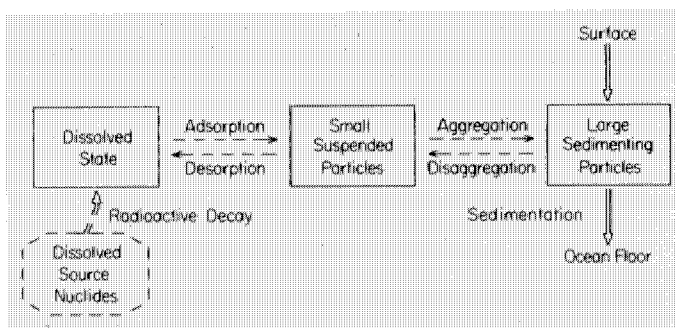 Surface
Dissolved
State
Adsorption
Desorption
Small
Suspended
Particles
Aggregation
Disaggregation
Large
Sedimenting
Particles
Radioactive Decay
Sedimentation
Dissolved
Source
Nuclides
Ocean Floor